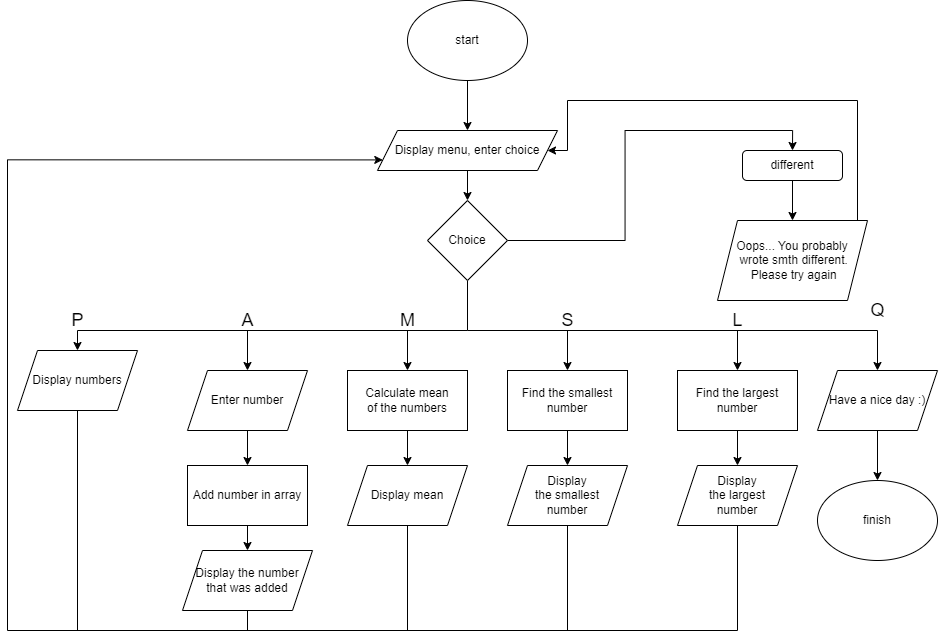 start
Display menu, enter choice
different
Choice
Oops... You probably
wrote smth different.
Please try again
P
A
M
S
L
Q
Display numbers
Enter number
Calculate mean
of the numbers
Find the smallest
number
Find the largest
number
Have a nice day :)
Add number in array
Display mean
Display
the smallest
number
Display
the largest
number
finish
Display the number
that was added